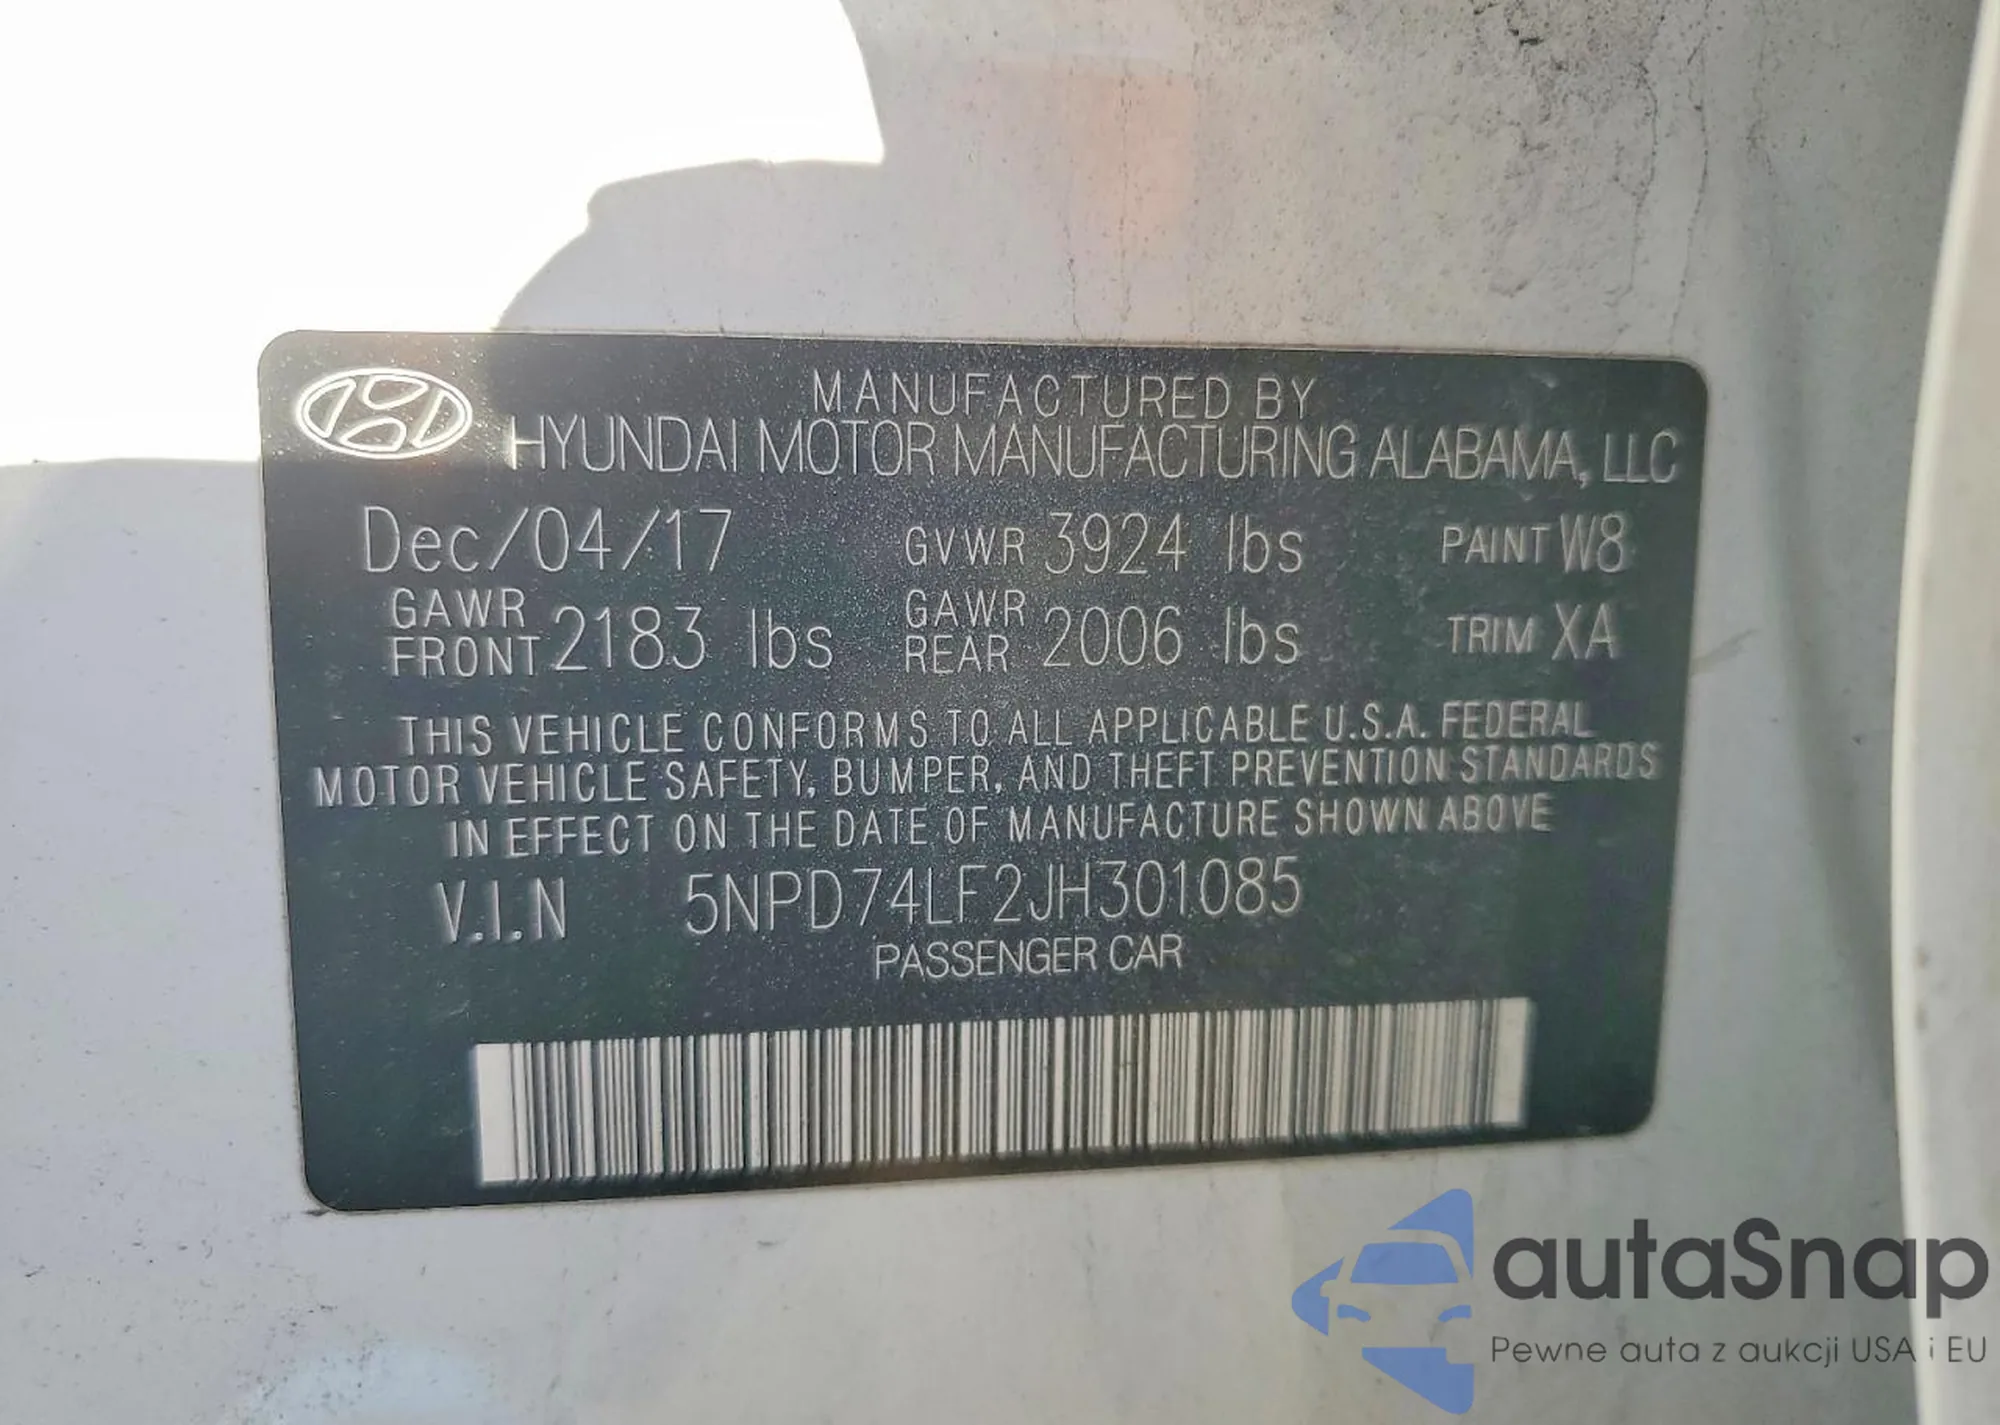 MANUFACTURED BY
HYUNDAI MOTOR MANUFACTURING ALABAMA, LLC
Dec/04/17 GVWR 3924 lbs PAINT W8
GAWR FRONT 2183 lbs GAWR REAR 2006 lbs TRIM XA
THIS VEHICLE CONFORMS TO ALL APPLICABLE U.S.A. FEDERAL
MOTOR VEHICLE SAFETY, BUMPER, AND THEFT PREVENTION STANDARDS
IN EFFECT ON THE DATE OF MANUFACTURE SHOWN ABOVE
V.I.N 5NPD74LF2JH301085
PASSENGER CAR
autaSnap
Pewne auta z aukcji USA i EU